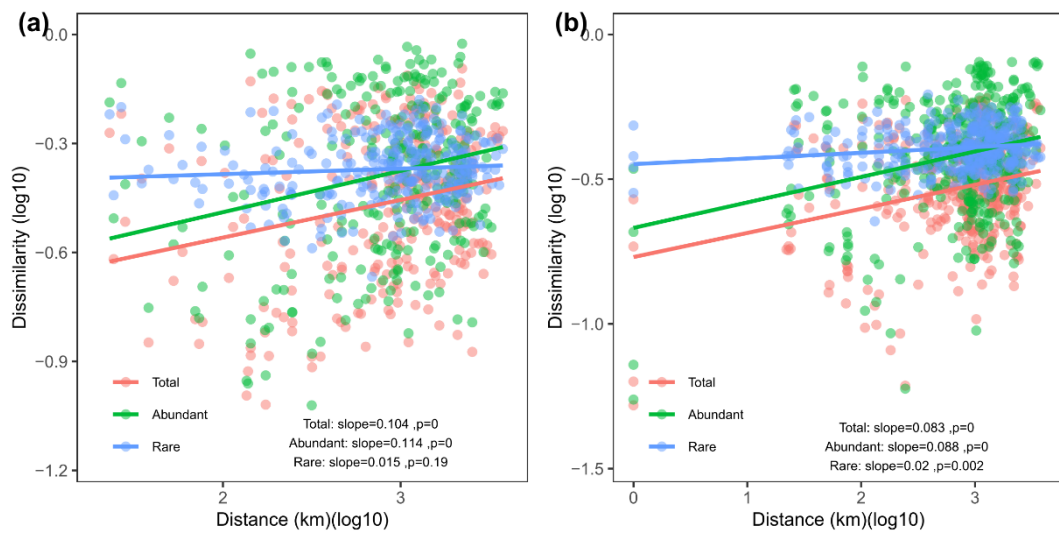 (a)
Dissimilarity (log10)
0.0
−0.3
−0.6
−0.9
−1.2
Total
Abundant
Rare
Total: slope=0.104 ,p=0
Abundant: slope=0.114 ,p=0
Rare: slope=0.015 ,p=0.19
2 3
Distance (km)(log10)
(b)
Dissimilarity (log10)
0.0
−0.5
−1.0
−1.5
Total
Abundant
Rare
Total: slope=0.083 ,p=0
Abundant: slope=0.088 ,p=0
Rare: slope=0.02 ,p=0.002
0 1 2 3
Distance (km)(log10)